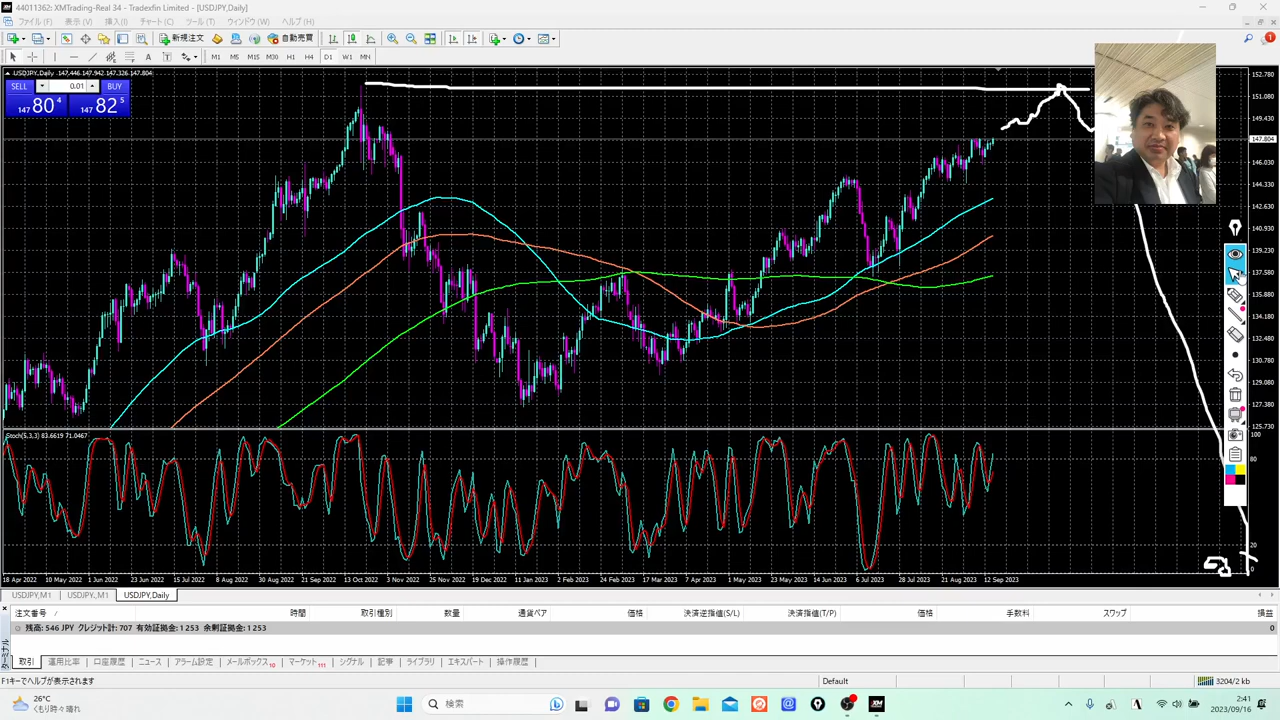 44011362: XMTrading-Real 34 - Tradexfin Limited - [USDJPY,Daily]
ファイル(F) 表示(V) 挿入(I) チャート(C) ツール(T) ウィンドウ(W) ヘルプ(H)
新規注文 自動売買 1
M1 M5 M15 M30 H1 H4 D1 W1 MN
USDJPY,Daily 147.446 147.942 147.326 147.804
SELL 0.01 BUY
147 80 4 147 82 5
152.780
151.080
149.430
147.804
146.030
144.330
142.630
140.930
139.230
137.580
135.880
134.180
132.480
130.780
129.080
127.380
125.730
Stoch(5,3,3) 83.6619 71.0467
100
80
20
0
18 Apr 2022 10 May 2022 1 Jun 2022 23 Jun 2022 15 Jul 2022 8 Aug 2022 30 Aug 2022 21 Sep 2022 13 Oct 2022 3 Nov 2022 25 Nov 2022 19 Dec 2022 11 Jan 2023 2 Feb 2023 24 Feb 2023 17 Mar 2023 7 Apr 2023 1 May 2023 23 May 2023 14 Jun 2023 6 Jul 2023 28 Jul 2023 21 Aug 2023 12 Sep 2023
USDJPY,M1 USDJPY,M1 USDJPY,Daily
注文番号 時間 取引種別 数量 通貨ペア 価格 決済逆指値(S/L) 決済指値(T/P) 価格 手数料 スワップ 損益
残高: 546 JPY クレジット計: 707 有効証拠金: 1 253 余剰証拠金: 1 253 0
ターミナル
取引 運用比率 口座履歴 ニュース アラーム設定 メールボックス10 マーケット111 シグナル 記事 ライブラリ エキスパート 操作履歴
F1キーでヘルプが表示されます Default 3204/2 kb
26°C
くもり時々晴れ
検索
XM
A
2:41
2023/09/16